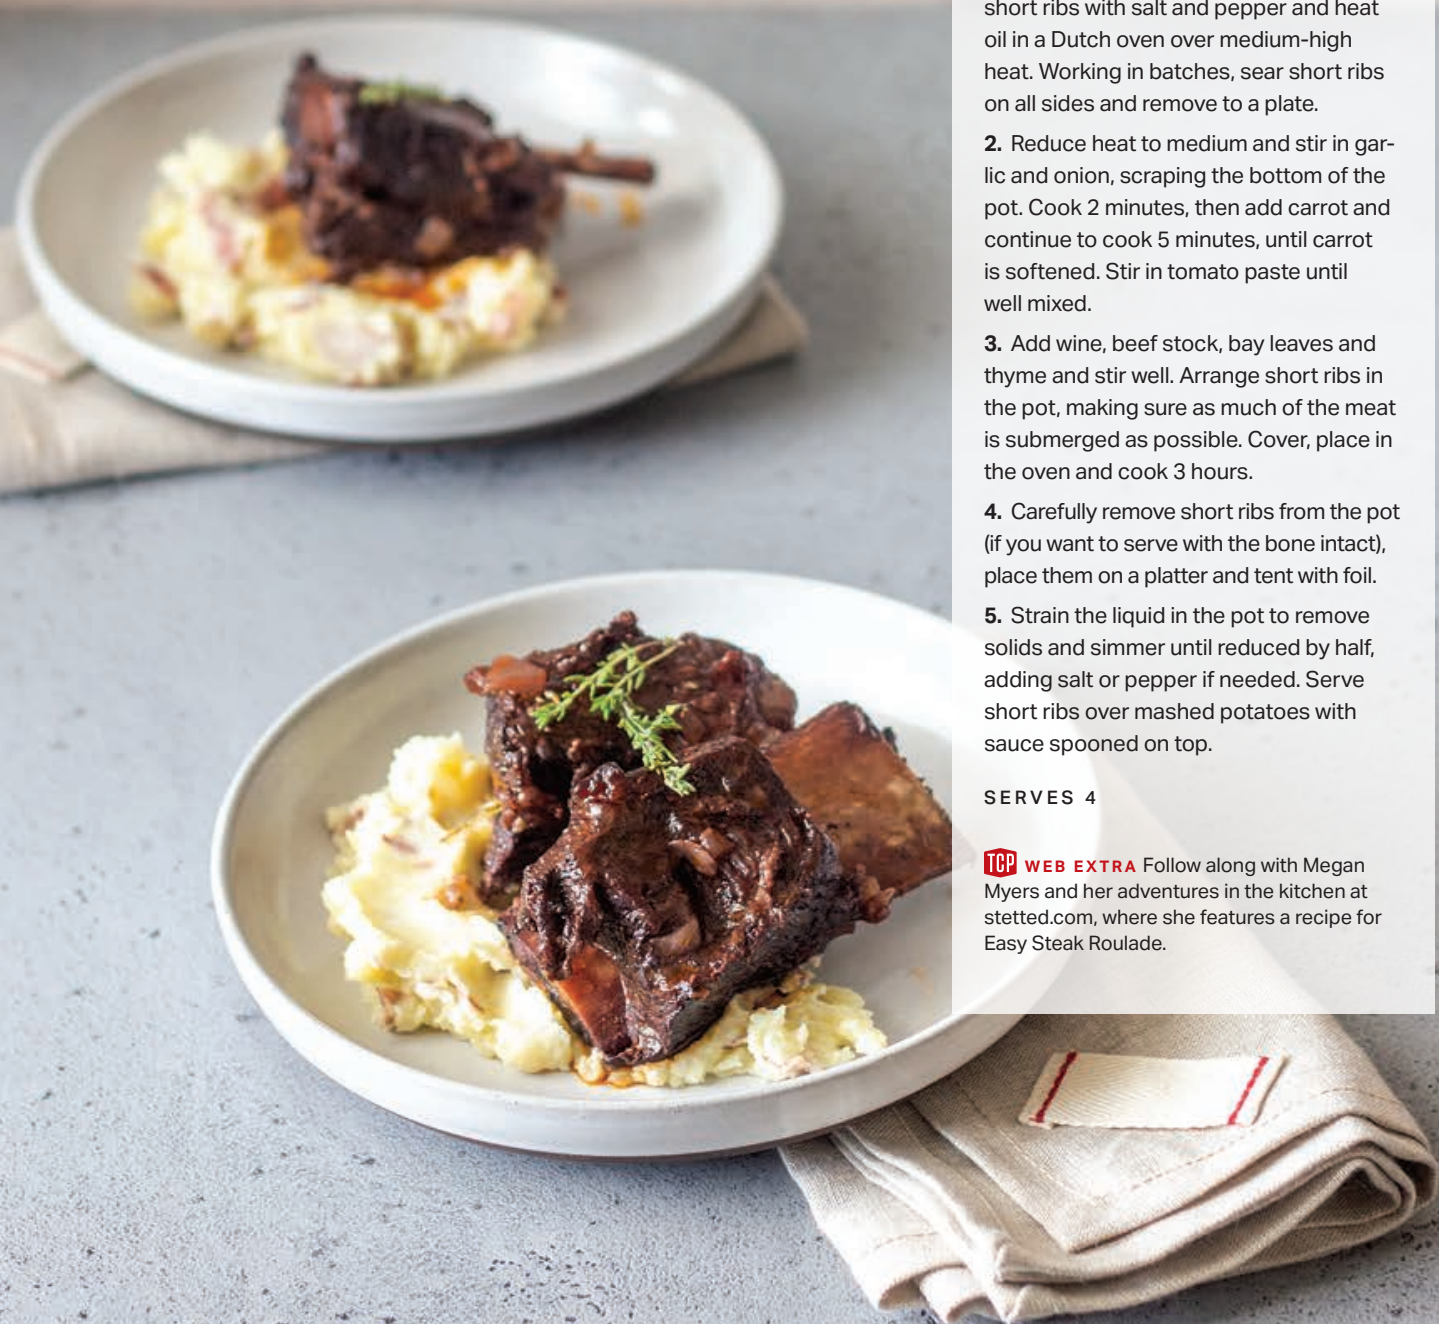 short ribs with salt and pepper and heat
oil in a Dutch oven over medium-high
heat. Working in batches, sear short ribs
on all sides and remove to a plate.
2. Reduce heat to medium and stir in gar-
lic and onion, scraping the bottom of the
pot. Cook 2 minutes, then add carrot and
continue to cook 5 minutes, until carrot
is softened. Stir in tomato paste until
well mixed.
3. Add wine, beef stock, bay leaves and
thyme and stir well. Arrange short ribs in
the pot, making sure as much of the meat
is submerged as possible. Cover, place in
the oven and cook 3 hours.
4. Carefully remove short ribs from the pot
(if you want to serve with the bone intact),
place them on a platter and tent with foil.
5. Strain the liquid in the pot to remove
solids and simmer until reduced by half,
adding salt or pepper if needed. Serve
short ribs over mashed potatoes with
sauce spooned on top.
SERVES 4
TCP WEB EXTRA Follow along with Megan
Myers and her adventures in the kitchen at
stetted.com, where she features a recipe for
Easy Steak Roulade.